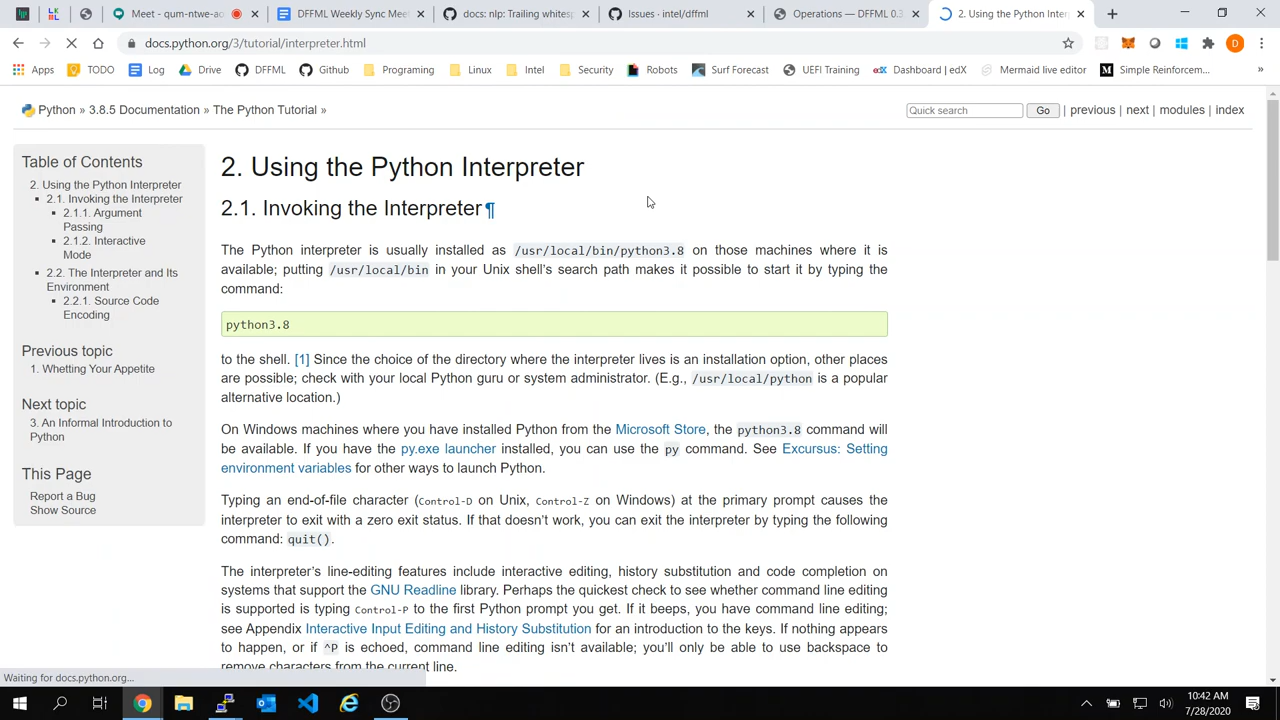 Meet - qum-ntwe-ao
DFFML Weekly Sync Mee
docs: nlp: Trailing whitesp
Issues · intel/dffml
Operations — DFFML 0.3
2. Using the Python Interp
docs.python.org/3/tutorial/interpreter.html
D
Apps
TODO
Log
Drive
DFFML
Github
Programing
Linux
Intel
Security
Robots
Surf Forecast
UEFI Training
Dashboard | edX
Mermaid live editor
Simple Reinforcem...
»
Python » 3.8.5 Documentation » The Python Tutorial »
Quick search
Go
| previous | next | modules | index
Table of Contents
2. Using the Python Interpreter
2.1. Invoking the Interpreter
2.1.1. Argument
Passing
2.1.2. Interactive
Mode
2.2. The Interpreter and Its
Environment
2.2.1. Source Code
Encoding
Previous topic
1. Whetting Your Appetite
Next topic
3. An Informal Introduction to
Python
This Page
Report a Bug
Show Source
2. Using the Python Interpreter
2.1. Invoking the Interpreter¶
The Python interpreter is usually installed as /usr/local/bin/python3.8 on those machines where it is
available; putting /usr/local/bin in your Unix shell's search path makes it possible to start it by typing the
command:
python3.8
to the shell. [1] Since the choice of the directory where the interpreter lives is an installation option, other places
are possible; check with your local Python guru or system administrator. (E.g., /usr/local/python is a popular
alternative location.)
On Windows machines where you have installed Python from the Microsoft Store, the python3.8 command will
be available. If you have the py.exe launcher installed, you can use the py command. See Excursus: Setting
environment variables for other ways to launch Python.
Typing an end-of-file character (Control-D on Unix, Control-Z on Windows) at the primary prompt causes the
interpreter to exit with a zero exit status. If that doesn't work, you can exit the interpreter by typing the following
command: quit().
The interpreter's line-editing features include interactive editing, history substitution and code completion on
systems that support the GNU Readline library. Perhaps the quickest check to see whether command line editing
is supported is typing Control-P to the first Python prompt you get. If it beeps, you have command line editing;
see Appendix Interactive Input Editing and History Substitution for an introduction to the keys. If nothing appears
to happen, or if ^P is echoed, command line editing isn't available; you'll only be able to use backspace to
remove characters from the current line.
Waiting for docs.python.org...
10:42 AM
7/28/2020